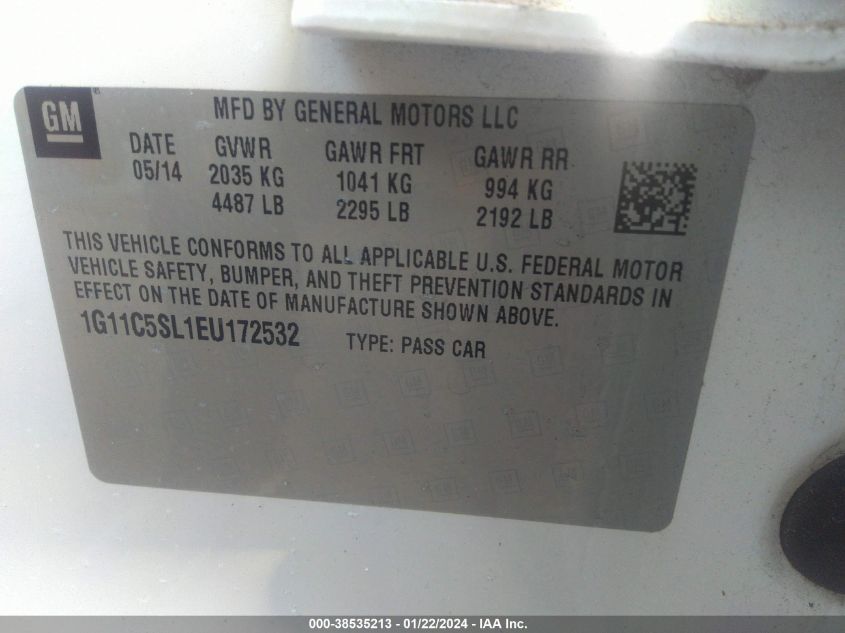 GM
MFD BY GENERAL MOTORS LLC
DATE GVWR GAWR FRT GAWR RR
05/14 2035 KG 1041 KG 994 KG
4487 LB 2295 LB 2192 LB
THIS VEHICLE CONFORMS TO ALL APPLICABLE U.S. FEDERAL MOTOR
VEHICLE SAFETY, BUMPER, AND THEFT PREVENTION STANDARDS IN
EFFECT ON THE DATE OF MANUFACTURE SHOWN ABOVE.
1G11C5SL1EU172532 TYPE: PASS CAR
000-38535213 - 01/22/2024 - IAA Inc.